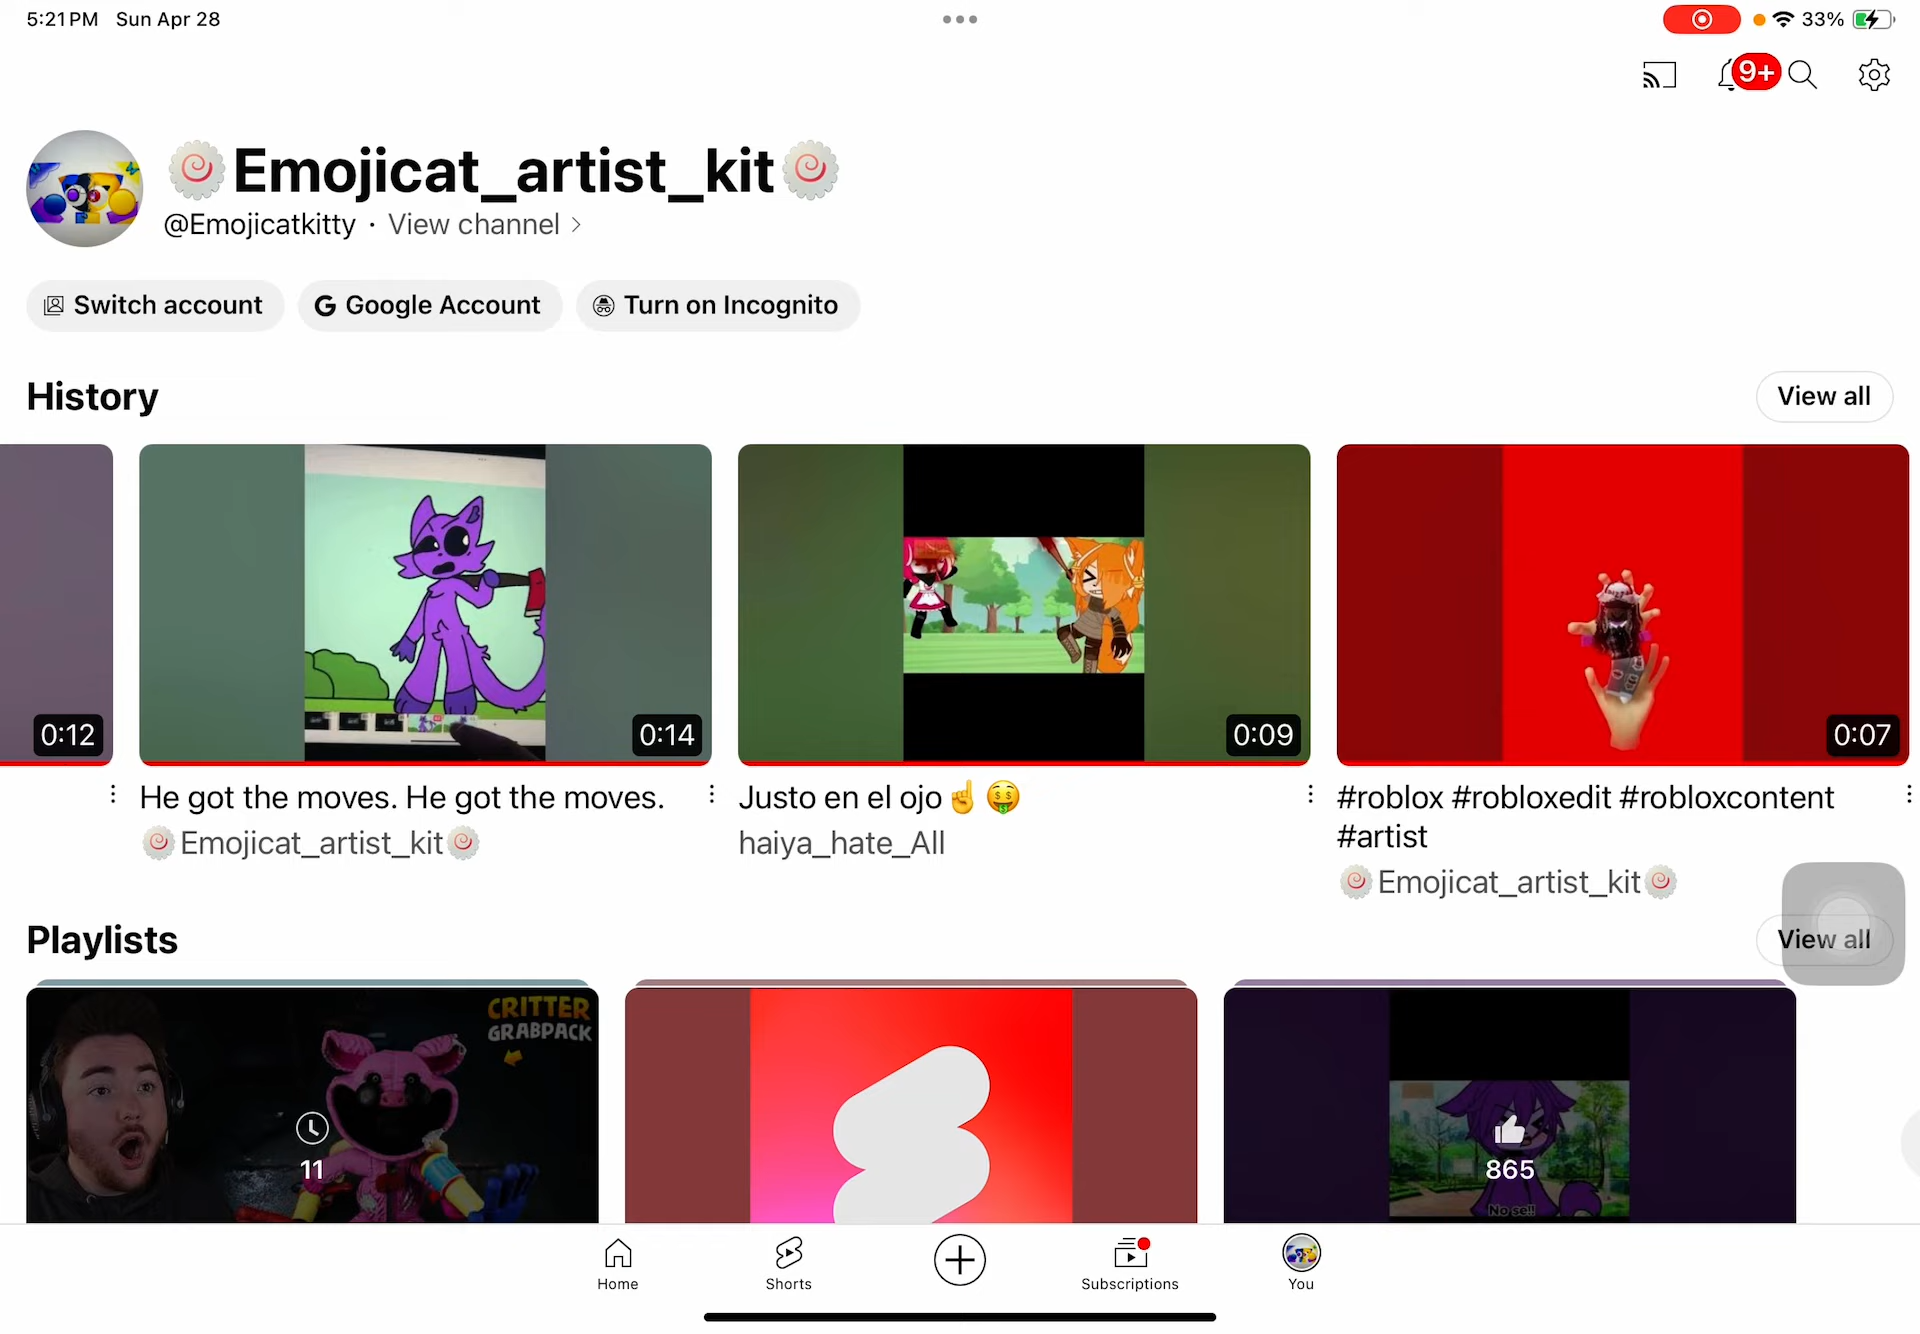 5:21 PM Sun Apr 28
33%
9+
🍥Emojicat_artist_kit🍥
@Emojicatkitty · View channel >
Switch account
Google Account
Turn on Incognito
History
View all
0:12
0:14
0:09
0:07
He got the moves. He got the moves.
🍥Emojicat_artist_kit🍥
Justo en el ojo☝️🤑
haiya_hate_All
#roblox #robloxedit #robloxcontent
#artist
🍥Emojicat_artist_kit🍥
Playlists
View all
CRITTER
GRABPACK
11
865
No se!!
Home
Shorts
Subscriptions
You